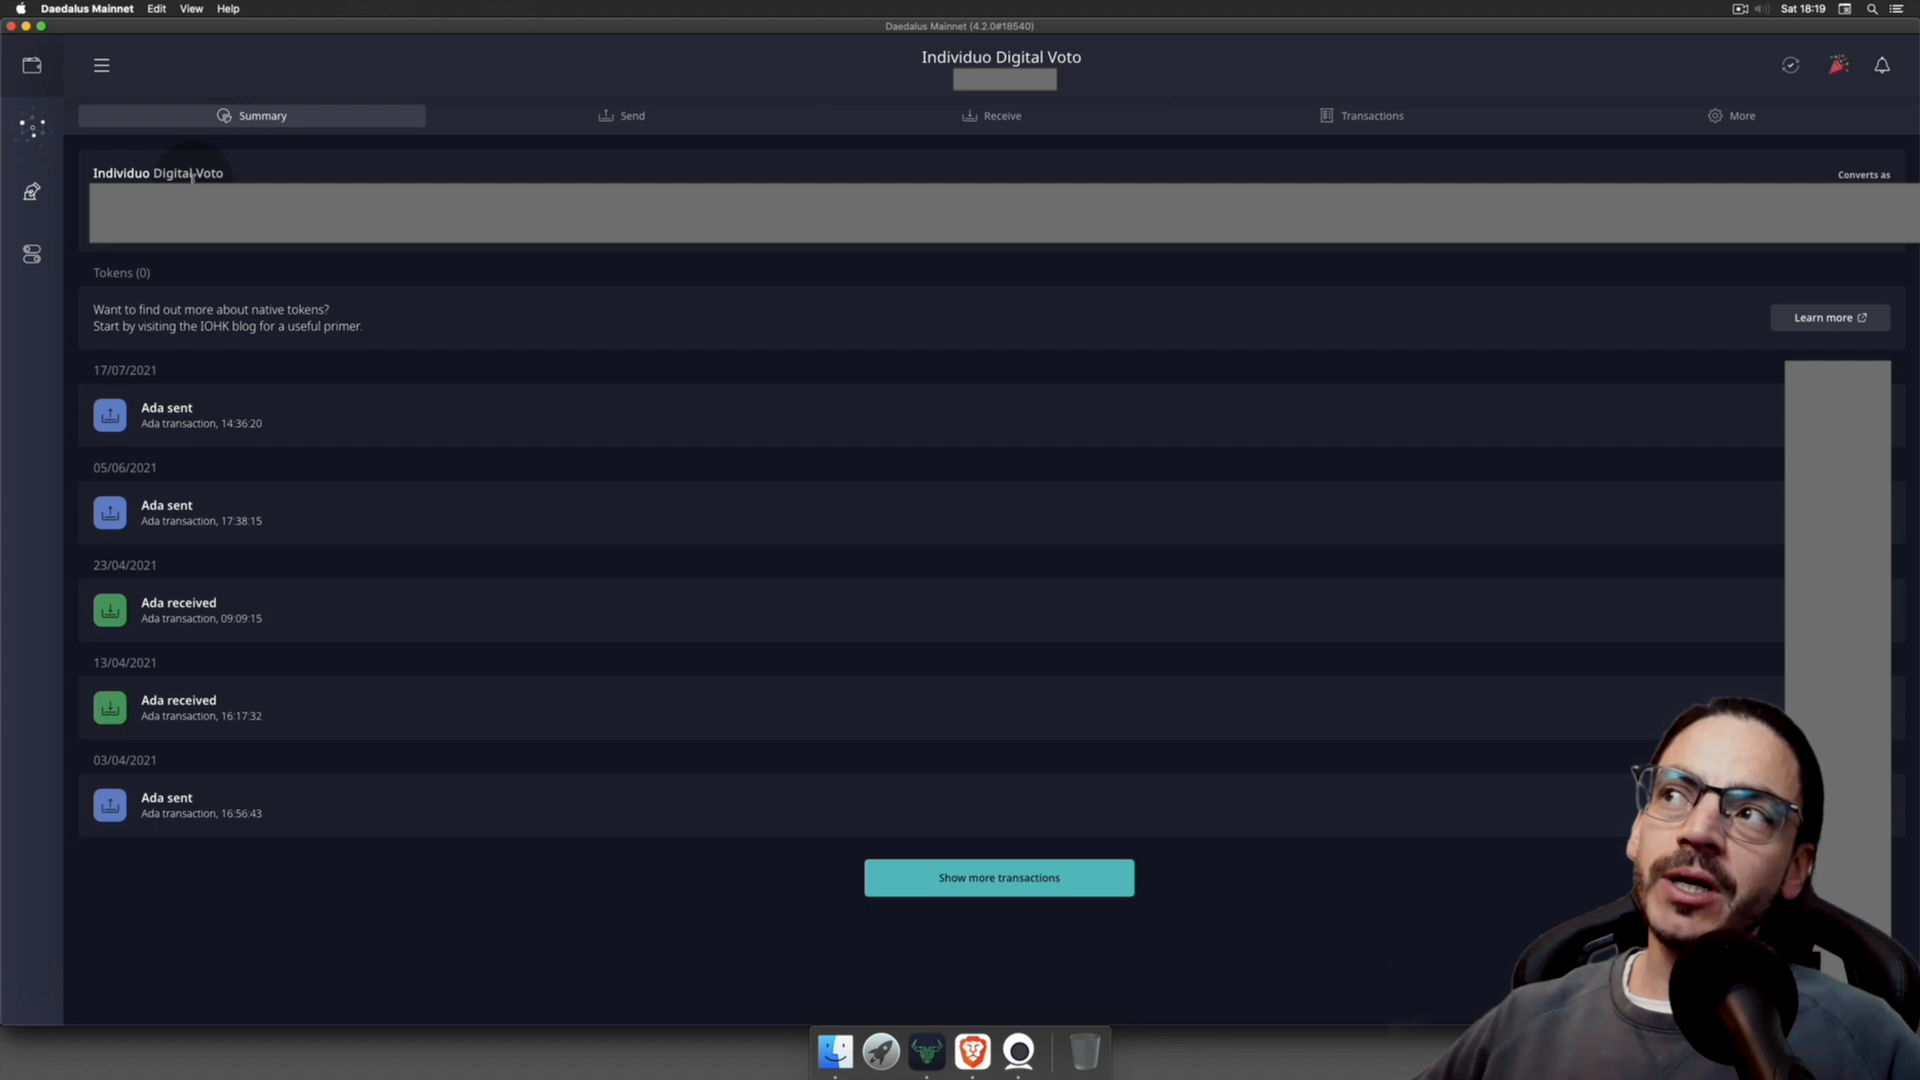 Daedalus Mainnet Edit View Help
Sat 18:19
Daedalus Mainnet (4.2.0#18540)
Individuo Digital Voto
Summary
Send
Receive
Transactions
More
Individuo Digital Voto
Converts as
Tokens (0)
Want to find out more about native tokens?
Start by visiting the IOHK blog for a useful primer.
Learn more
17/07/2021
Ada sent
Ada transaction, 14:36:20
05/06/2021
Ada sent
Ada transaction, 17:38:15
23/04/2021
Ada received
Ada transaction, 09:09:15
13/04/2021
Ada received
Ada transaction, 16:17:32
03/04/2021
Ada sent
Ada transaction, 16:56:43
Show more transactions